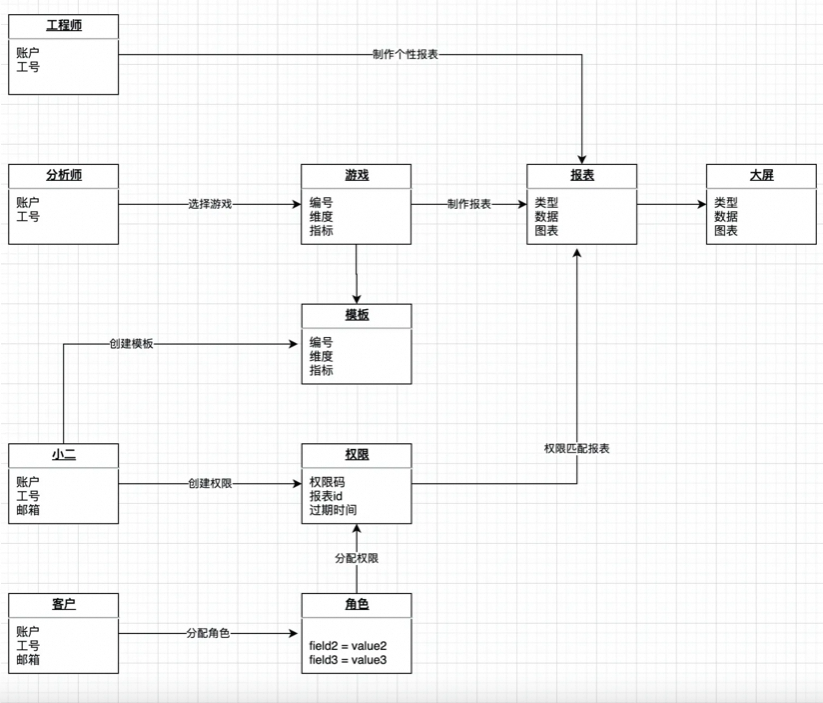 工程师
账户
工号
制作个性报表
分析师
账户
工号
选择游戏
游戏
编号
维度
指标
制作报表
报表
类型
数据
图表
大屏
类型
数据
图表
模板
编号
维度
指标
创建模板
小二
账户
工号
邮箱
创建权限
权限
权限码
报表id
过期时间
权限匹配报表
分配权限
客户
账户
工号
邮箱
分配角色
角色
field2 = value2
field3 = value3